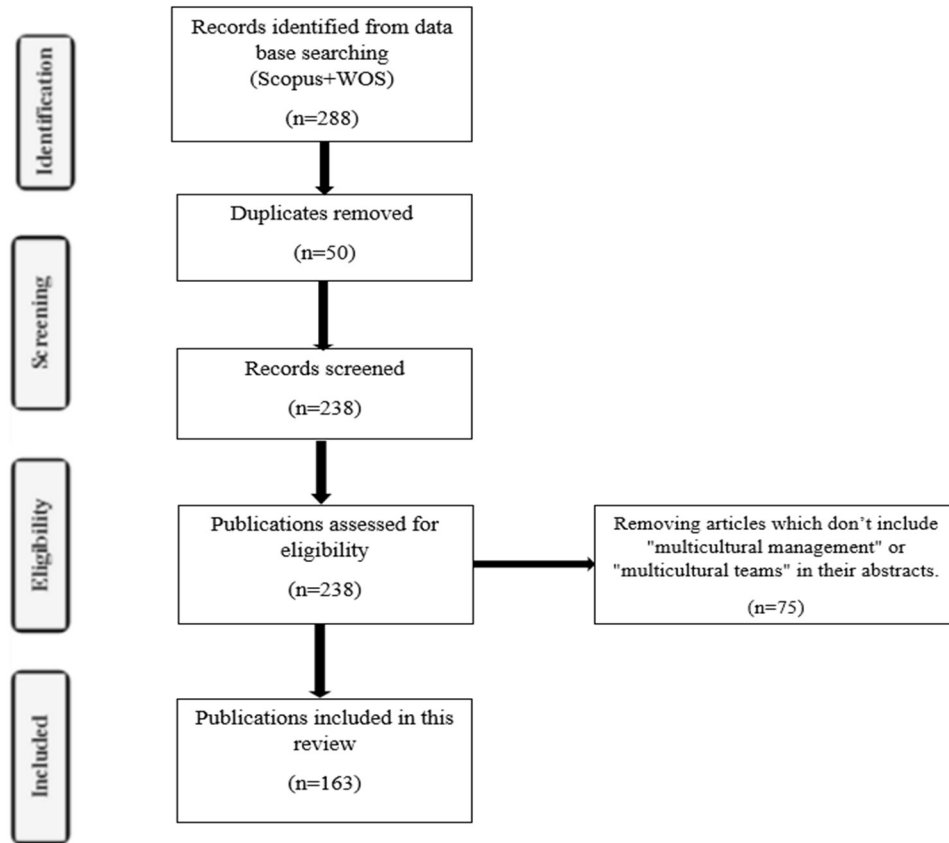 Identification
Records identified from data
base searching
(Scopus+WOS)
(n=288)
Duplicates removed
(n=50)
Screening
Records screened
(n=238)
Eligibility
Publications assessed for
eligibility
(n=238)
Removing articles which don’t include
"multicultural management" or
"multicultural teams" in their abstracts.
(n=75)
Included
Publications included in this
review
(n=163)